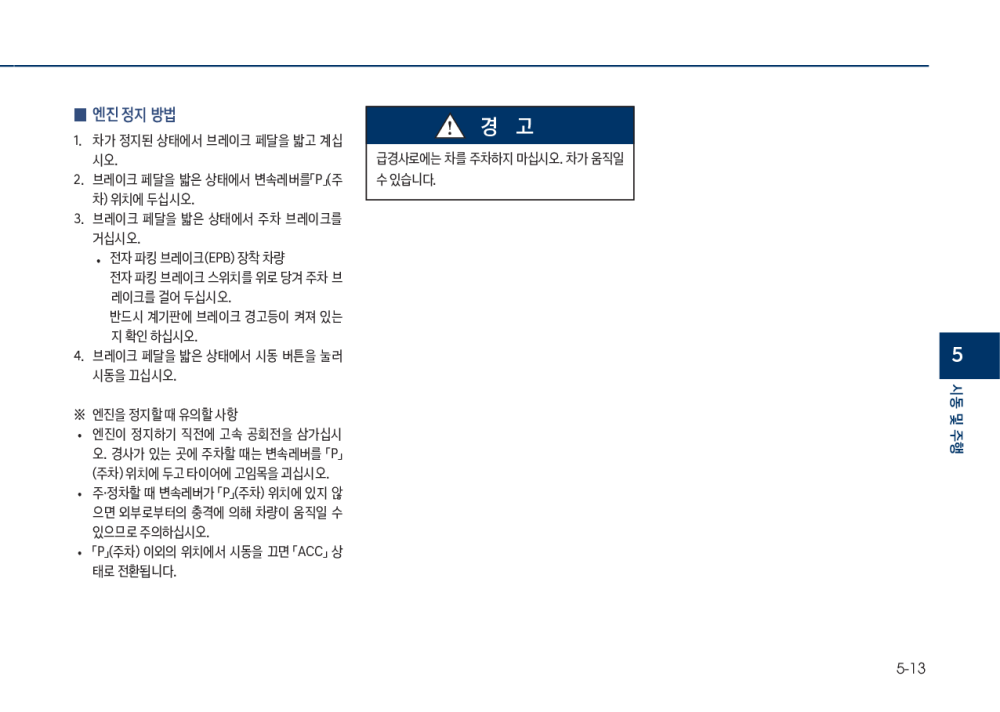 ■ 엔진 정지 방법
1. 차가 정지된 상태에서 브레이크 페달을 밟고 계십
시오.
2. 브레이크 페달을 밟은 상태에서 변속레버를「P」(주
차) 위치에 두십시오.
3. 브레이크 페달을 밟은 상태에서 주차 브레이크를
거십시오.
• 전자 파킹 브레이크(EPB) 장착 차량
전자 파킹 브레이크 스위치를 위로 당겨 주차 브
레이크를 걸어 두십시오.
반드시 계기판에 브레이크 경고등이 켜져 있는
지 확인 하십시오.
4. 브레이크 페달을 밟은 상태에서 시동 버튼을 눌러
시동을 끄십시오.
※ 엔진을 정지할 때 유의할 사항
• 엔진이 정지하기 직전에 고속 공회전을 삼가십시
오. 경사가 있는 곳에 주차할 때는 변속레버를 「P」
(주차) 위치에 두고 타이어에 고임목을 괴십시오.
• 주·정차할 때 변속레버가 「P」(주차) 위치에 있지 않
으면 외부로부터의 충격에 의해 차량이 움직일 수
있으므로 주의하십시오.
• 「P」(주차) 이외의 위치에서 시동을 끄면 「ACC」 상
태로 전환됩니다.
경 고
급경사로에는 차를 주차하지 마십시오. 차가 움직일
수 있습니다.
5
시동 및 주행
5-13